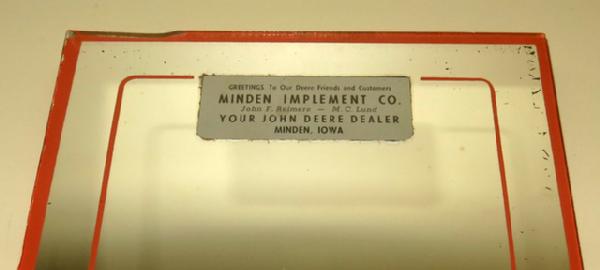 GREETINGS To Our Deere Friends and Customers
MINDEN IMPLEMENT CO.
John F. Reimers — M. C. Lund
YOUR JOHN DEERE DEALER
MINDEN, IOWA